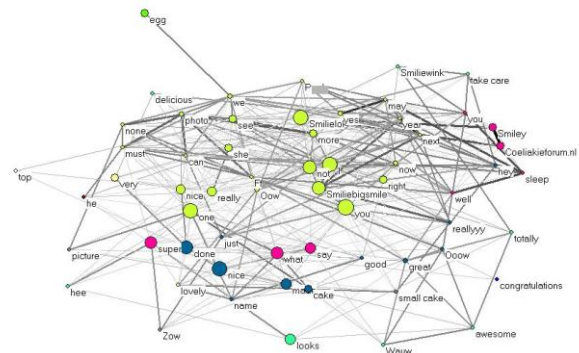 egg
Smiliewink
take care
delicious
we
may
you
photo
see
Smilielol
yes
year
Smiley
none
more
next
Coeliakiforum.nl
must
can
she
not
now
hey
sleep
top
very
right
he
nice
really
Oow
Smiliebigsmile
well
one
you
reallyyy
just
totally
super
done
what
say
Ooow
picture
nice
good
great
congratulations
hee
lovely
cake
small cake
name
Zow
looks
awesome
Wauw